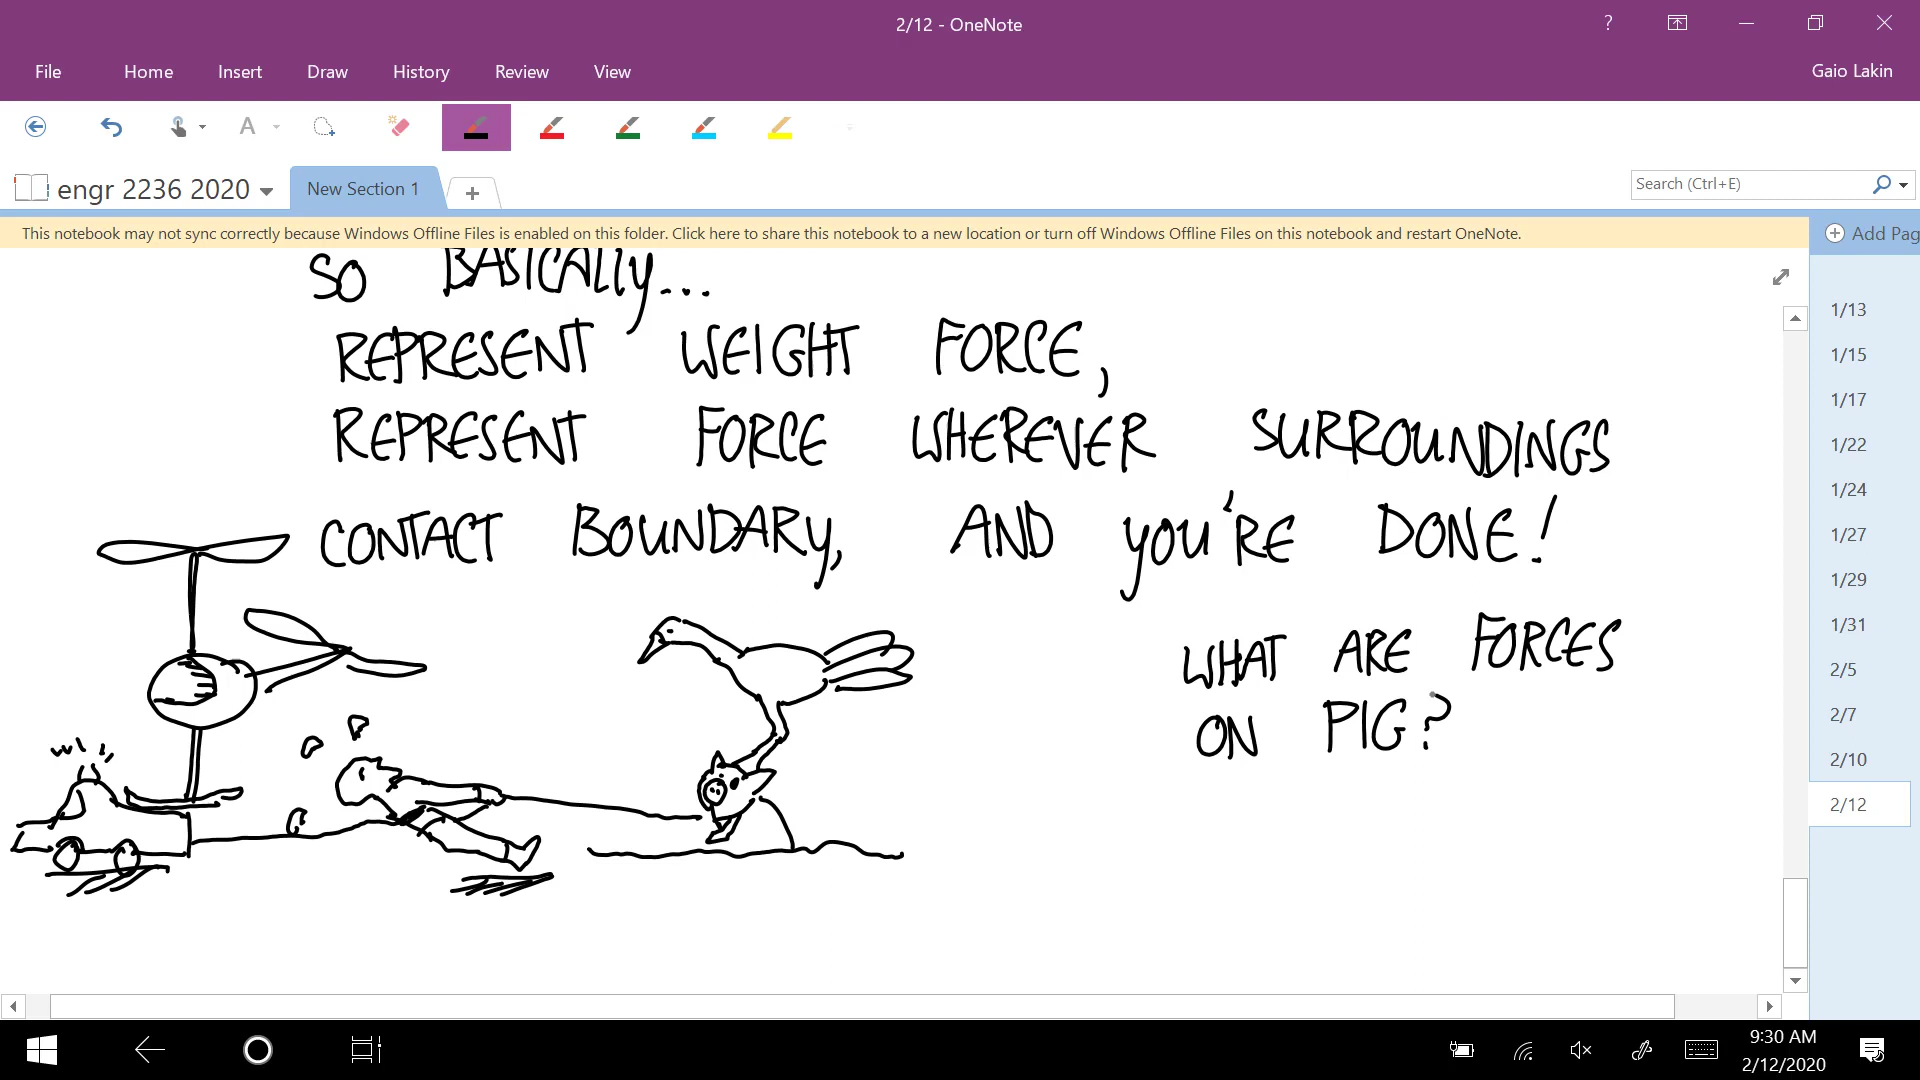 2/12 - OneNote
?
File Home Insert Draw History Review View
Gaio Lakin
A
engr 2236 2020
New Section 1
+
Search (Ctrl+E)
This notebook may not sync correctly because Windows Offline Files is enabled on this folder. Click here to share this notebook to a new location or turn off Windows Offline Files on this notebook and restart OneNote.
Add Pag
SO BASICALLY...
REPRESENT WEIGHT FORCE,
REPRESENT FORCE WHEREVER SURROUNDINGS
CONTACT BOUNDARY, AND YOU'RE DONE!
WHAT ARE FORCES
ON PIG?
1/13
1/15
1/17
1/22
1/24
1/27
1/29
1/31
2/5
2/7
2/10
2/12
9:30 AM
2/12/2020